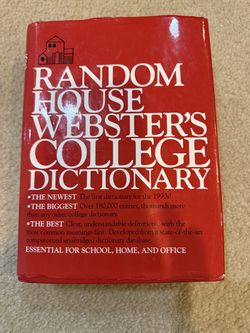 RANDOM
HOUSE
WEBSTER'S
COLLEGE
DICTIONARY
•THE NEWEST The first dictionary for the 1990s!
•THE BIGGEST Over 180,000 entries, thousands more
than any other college dictionary.
•THE BEST Clear, understandable definitions, with the
most common meanings first. Developed from a state-of-the-art
computerized unabridged dictionary database.
ESSENTIAL FOR SCHOOL, HOME, AND OFFICE